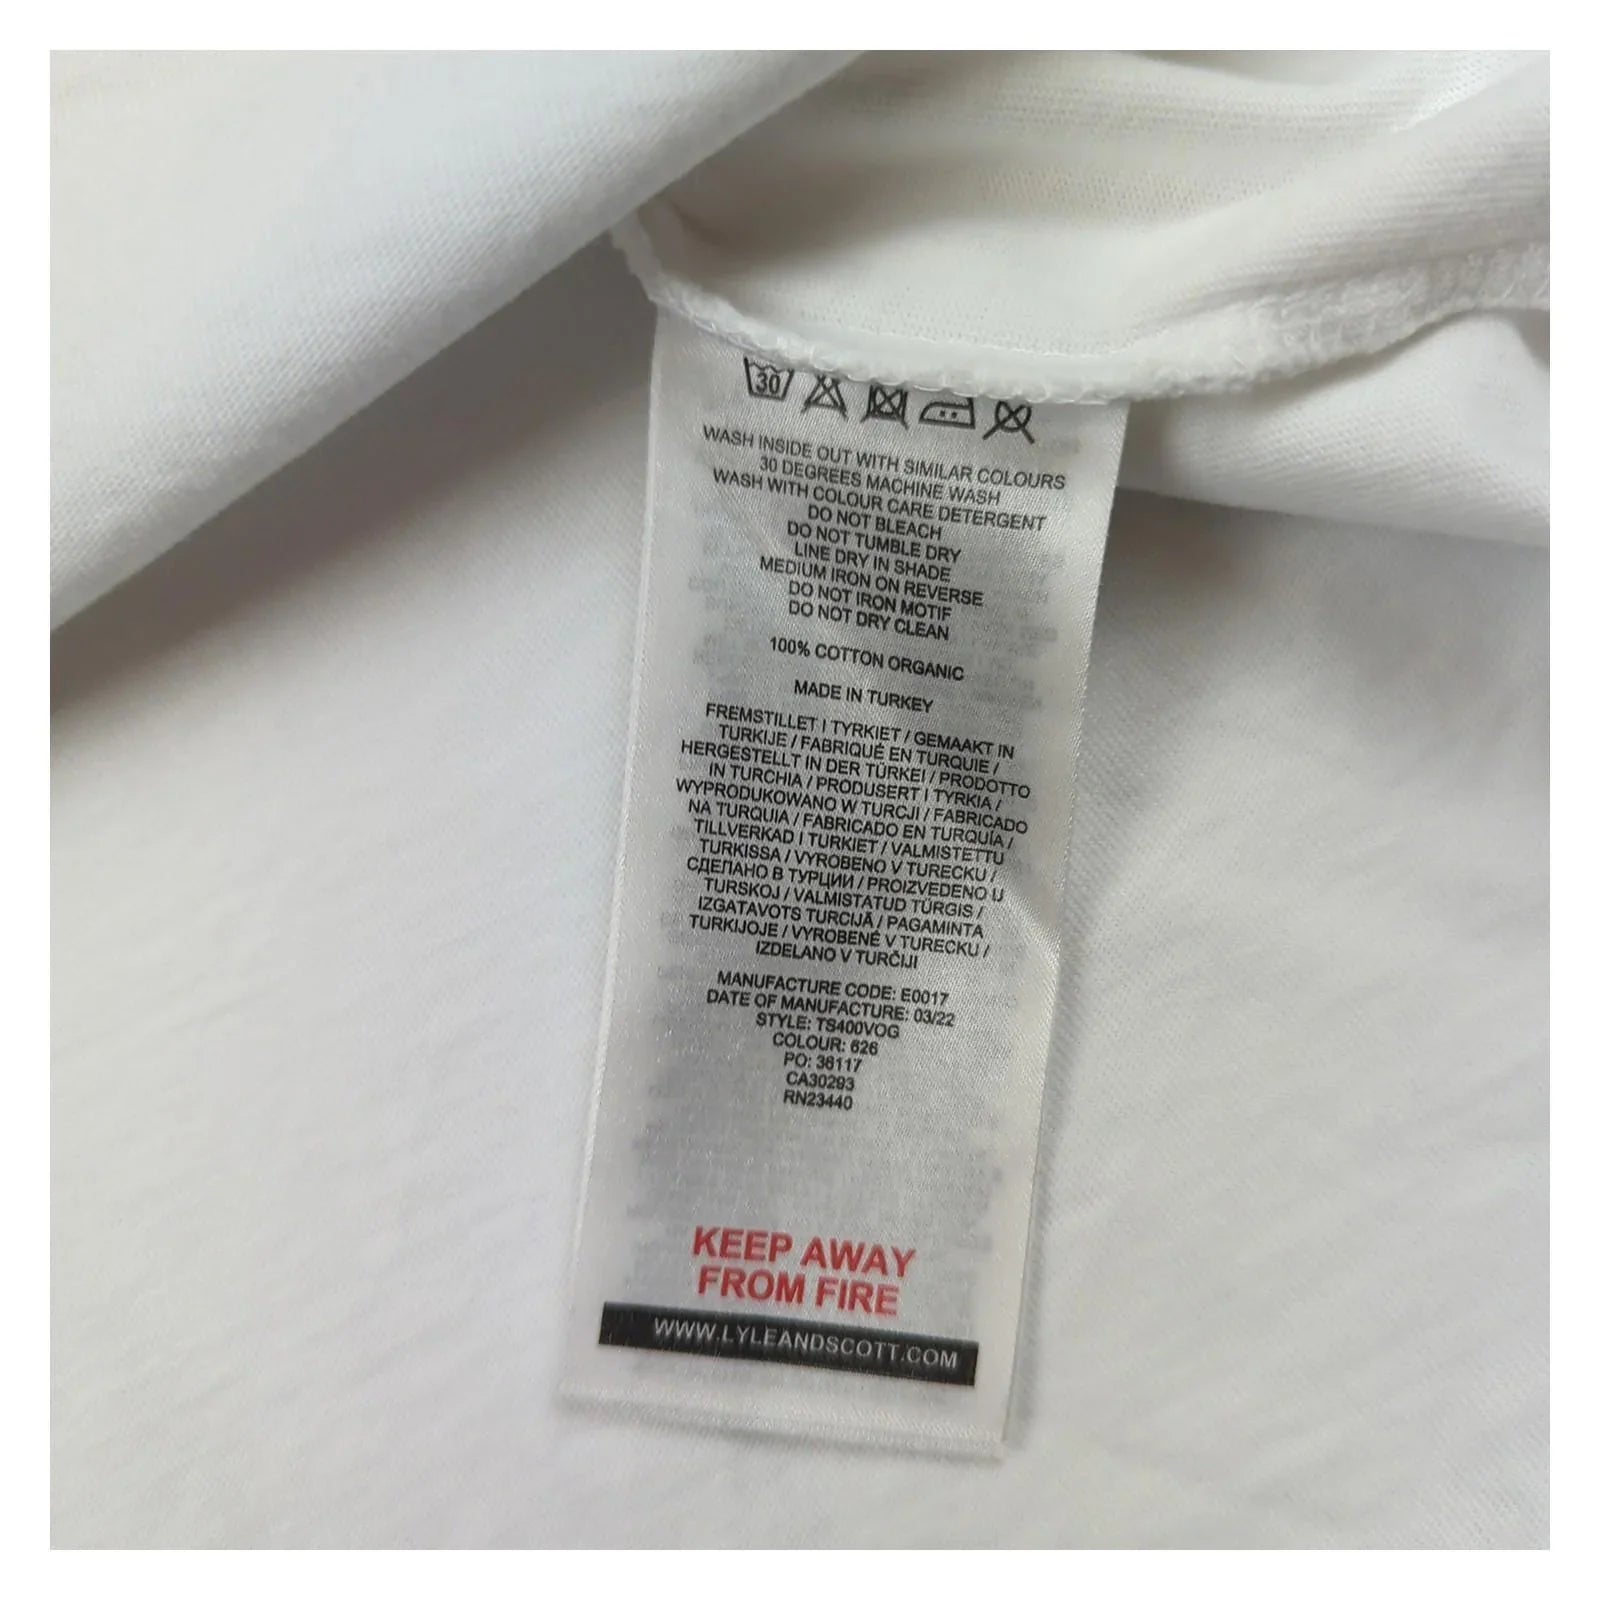 30
WASH INSIDE OUT WITH SIMILAR COLOURS
30 DEGREES MACHINE WASH
WASH WITH COLOUR CARE DETERGENT
DO NOT BLEACH
DO NOT TUMBLE DRY
LINE DRY IN SHADE
MEDIUM IRON ON REVERSE
DO NOT IRON MOTIF
DO NOT DRY CLEAN
100% COTTON ORGANIC
MADE IN TURKEY
FREMSTILLET I TYRKIET / GEMAAKT IN
TURKIJE / FABRIQUÉ EN TURQUIE /
HERGESTELLT IN DER TÜRKEI / PRODOTTO
IN TURCHIA / PRODUSERT I TYRKIA /
WYPRODUKOWANO W TURCJI / FABRICADO
NA TURQUIA / FABRICADO EN TURQUÍA /
TILLVERKAD I TURKIET / VALMISTETTU
TURKISSA / VYROBENO V TURECKU /
СДЕЛАНО В ТУРЦИИ / PROIZVEDENO U
TURSKOJ / VALMISTATUD TÜRGIS /
IZGATAVOTS TURCIJĀ / PAGAMINTA
TURKIJOJE / VYROBENÉ V TURECKU /
IZDELANO V TURČIJI
MANUFACTURE CODE: E0017
DATE OF MANUFACTURE: 03/22
STYLE: TS400VOG
COLOUR: 626
PO: 36117
CA30293
RN23440
KEEP AWAY
FROM FIRE
WWW.LYLEANDSCOTT.COM